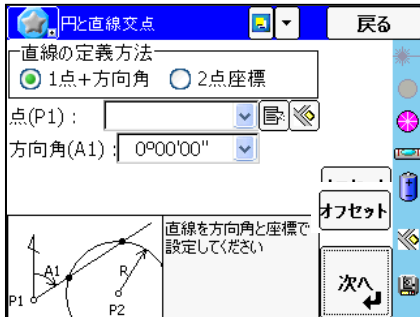 円と直線交点
戻る
直線の定義方法
1点+方向角
2点座標
点(P1):
方向角(A1):
0º00'00"
オフセット
直線を方向角と座標で
設定してください
次へ
A1
R
P1
P2